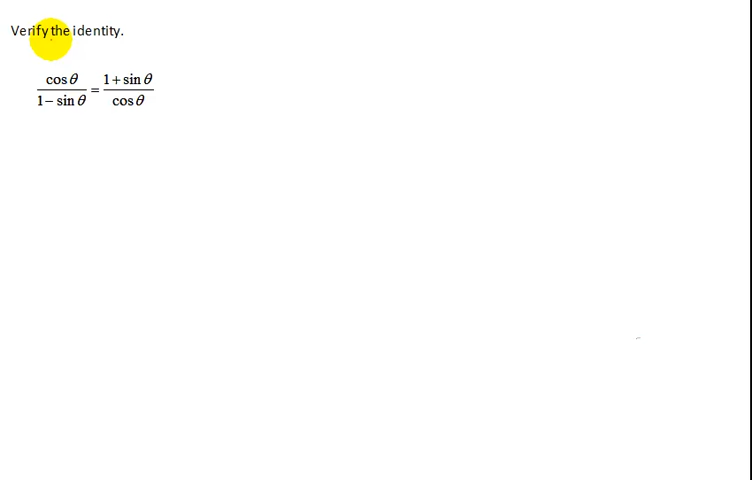 Verify the identity.
cos θ / 1 − sin θ = 1 + sin θ / cos θ